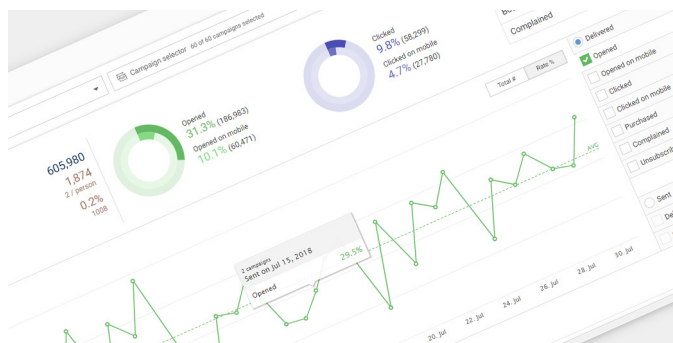 Campaign selector 60 of 60 campaigns selected
605,980
1,874
2 / person
0.2%
1008
Opened
31.3% (186,983)
Opened on mobile
10.1% (60,471)
Clicked
9.8% (58,299)
Clicked on mobile
4.7% (27,780)
Complained
Total #
Rate %
Delivered
Opened
Opened on mobile
Clicked
Clicked on mobile
Purchased
Complained
Unsubscrib
Sent
De
AVG
2 campaigns
Sent on Jul 15, 2018
Opened
29.5%
20. Jul
22. Jul
24. Jul
26. Jul
28. Jul
30. Jul